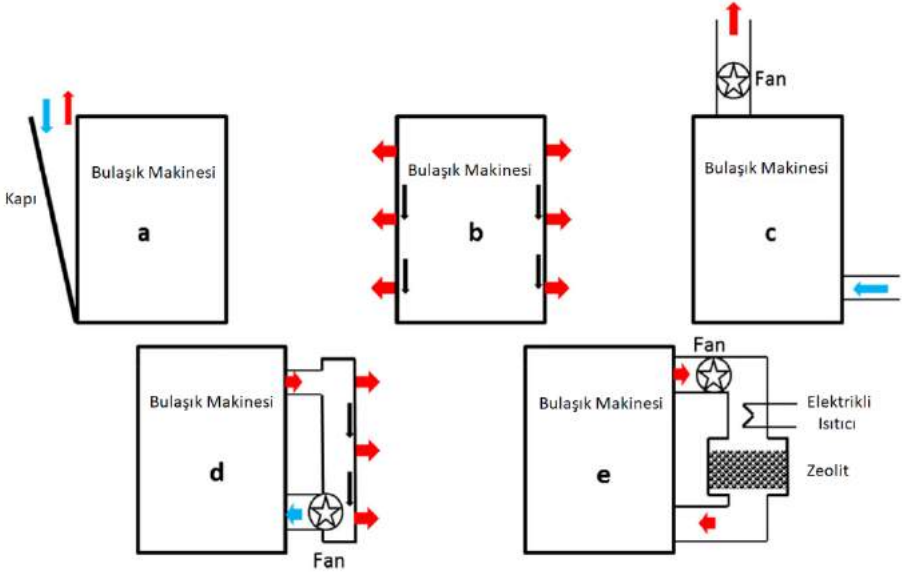 Fan
Bulaşık Makinesi
Kapı
a
Bulaşık Makinesi
b
Bulaşık Makinesi
c
Bulaşık Makinesi
d
Fan
Fan
Bulaşık Makinesi
e
Elektrikli
Isıtıcı
Zeolit